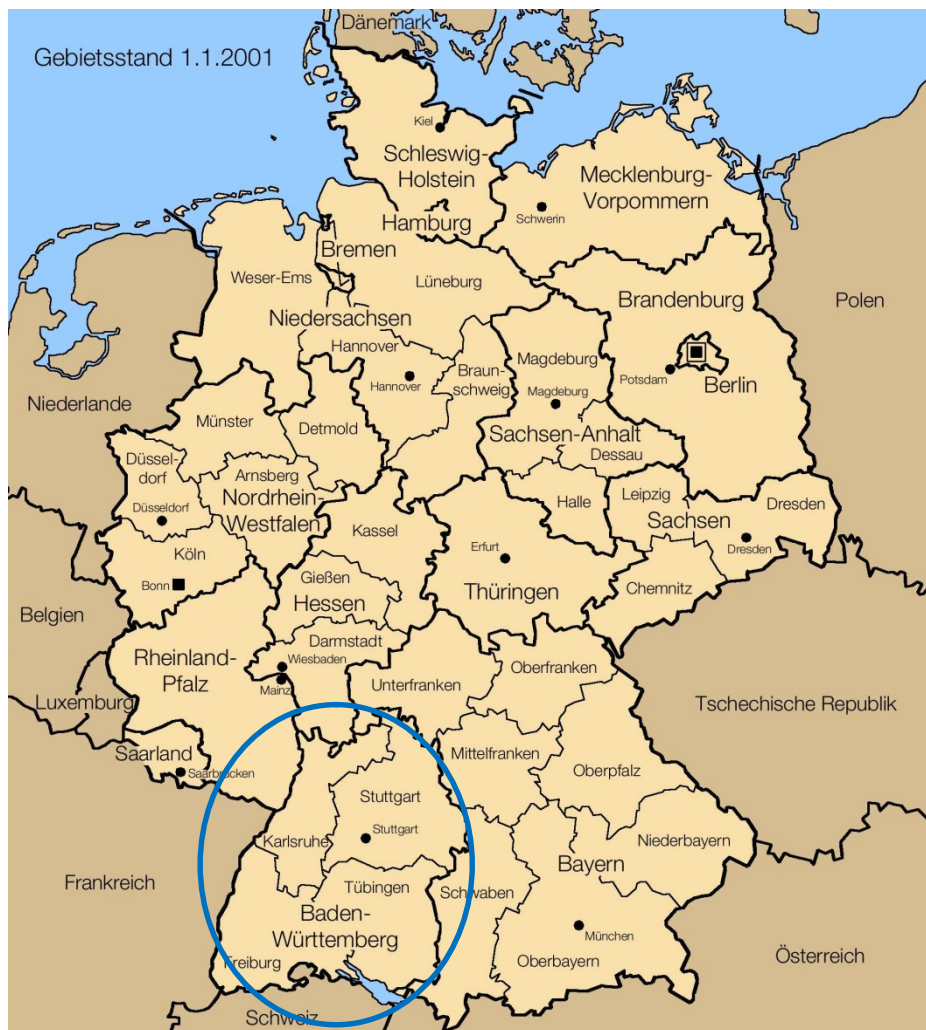 Dänemark
Gebietsstand 1.1.2001
Kiel
Schleswig-
Holstein
Mecklenburg-
Vorpommern
Schwerin
Hamburg
Bremen
Weser-Ems
Lüneburg
Brandenburg
Polen
Niedersachsen
Hannover
Hannover
Braun-
schweig
Magdeburg
Magdeburg
Potsdam
Berlin
Niederlande
Münster
Detmold
Sachsen-Anhalt
Dessau
Düssel-
dorf
Düsseldorf
Arnsberg
Nordrhein-
Westfalen
Halle
Leipzig
Sachsen
Dresden
Dresden
Köln
Bonn
Kassel
Erfurt
Thüringen
Chemnitz
Gießen
Hessen
Belgien
Darmstadt
Wiesbaden
Mainz
Rheinland-
Pfalz
Unterfranken
Oberfranken
Luxemburg
Tschechische Republik
Saarland
Saarbrücken
Mittelfranken
Oberpfalz
Stuttgart
Stuttgart
Karlsruhe
Niederbayern
Bayern
Frankreich
Tübingen
Schwaben
Baden-
Württemberg
München
Freiburg
Oberbayern
Österreich
Schweiz